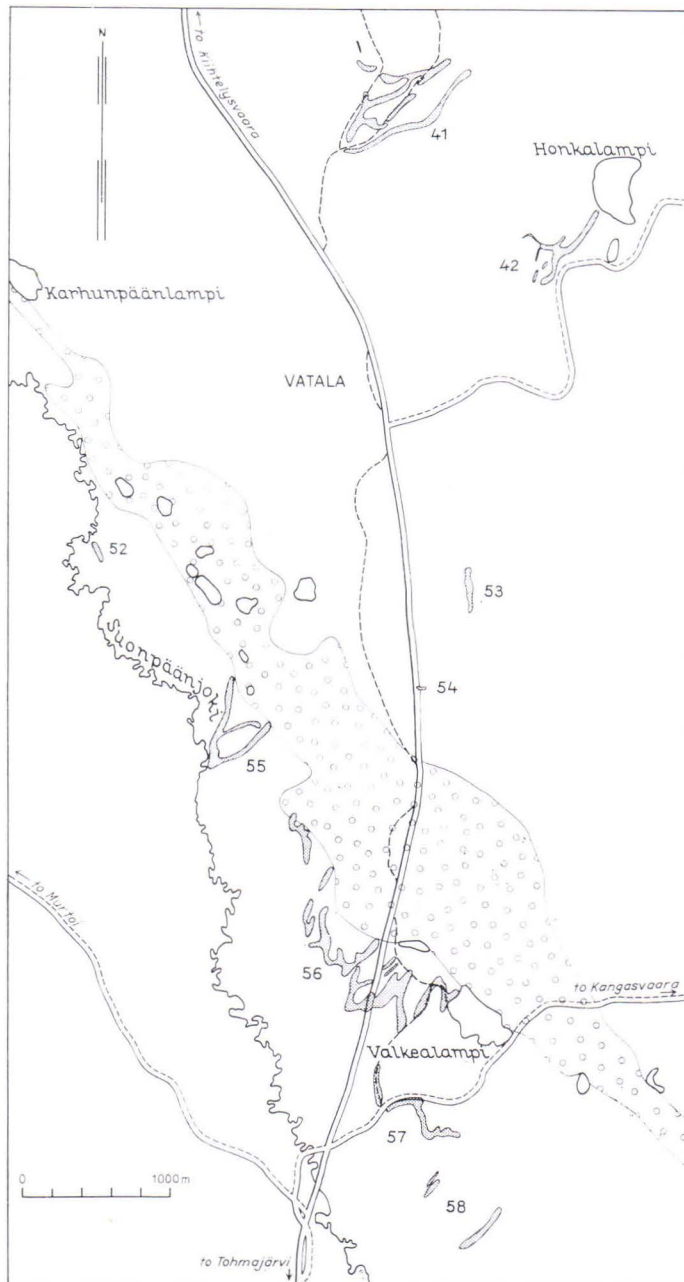 N
to Kiihtelysvaara
41
Honkalampi
42
Karhunpäänlampi
VATALA
52
53
Suonpäänjoki
54
55
to Murtoi
56
to Kangasvaara
Valkealampi
57
0 1000 m
58
to Tohmajärvi